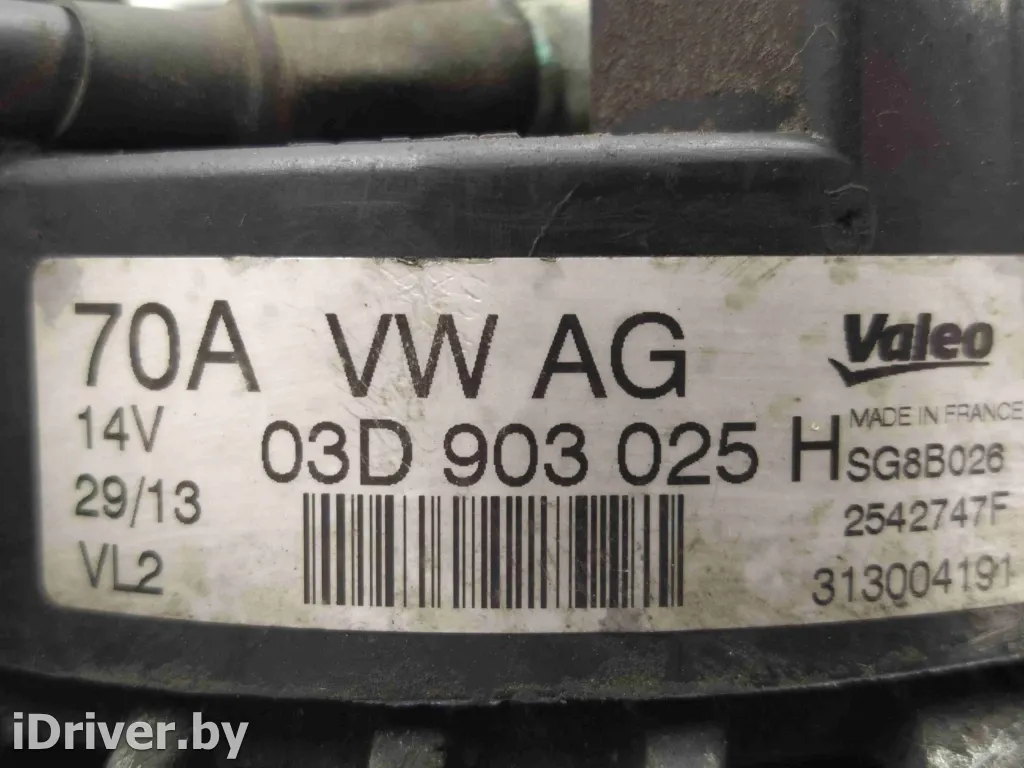 70A VW AG Valeo
14V 03D 903 025 H MADE IN FRANCE
SG8B026
29/13 2542747F
VL2 313004191
iDriver.by